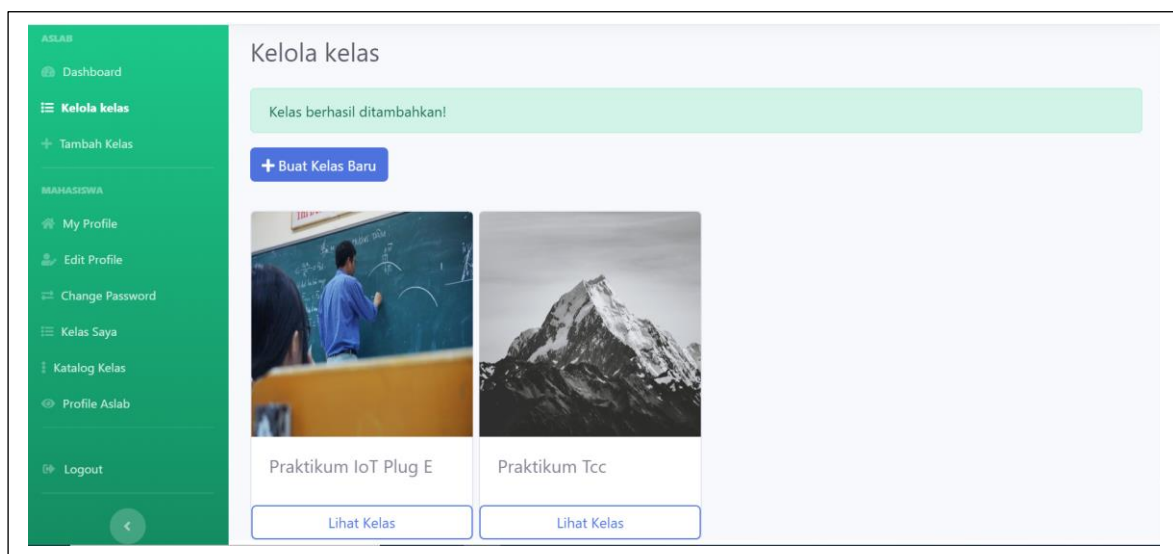 ASLAB
Dashboard
Kelola kelas
Tambah Kelas
MAHASISWA
My Profile
Edit Profile
Change Password
Kelas Saya
Katalog Kelas
Profile Aslab
Logout
Kelola kelas
Kelas berhasil ditambahkan!
+ Buat Kelas Baru
Praktikum IoT Plug E
Praktikum Tcc
Lihat Kelas
Lihat Kelas